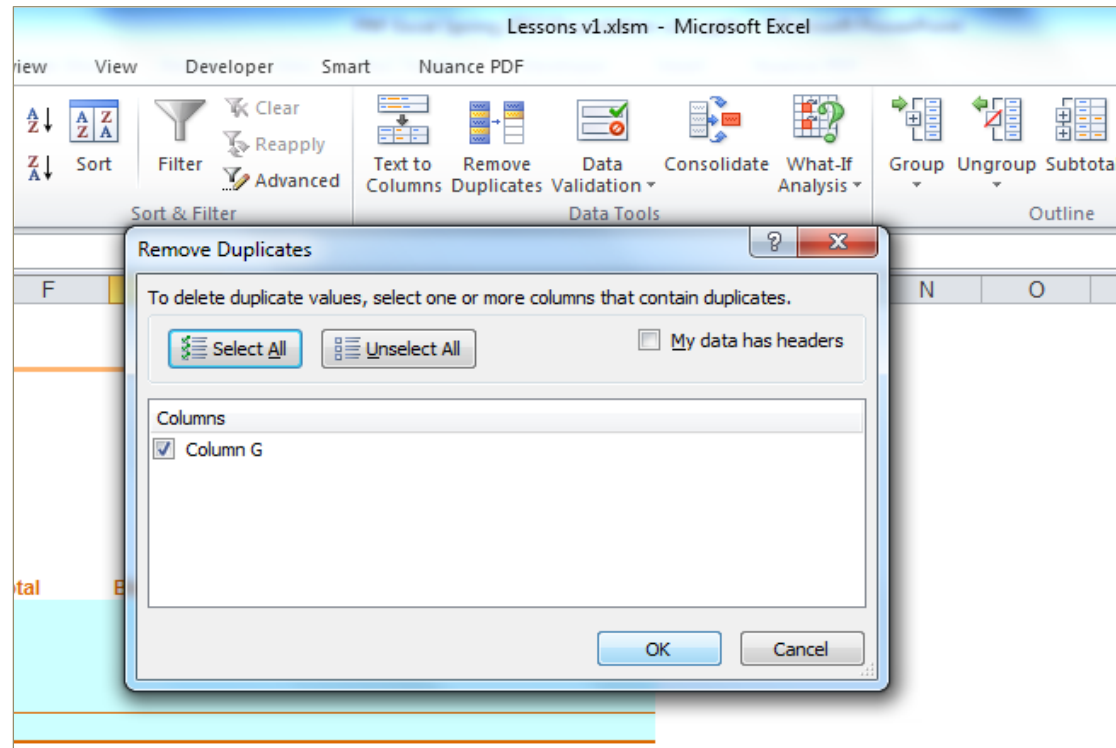 Lessons v1.xlsm - Microsoft Excel
view View Developer Smart Nuance PDF
A Z Sort Filter Clear Reapply Advanced
Z A
Text to Columns Remove Duplicates Data Validation Consolidate What-If Analysis Group Ungroup Subtota
Sort & Filter Data Tools Outline
Remove Duplicates
F N O
To delete duplicate values, select one or more columns that contain duplicates.
Select All Unselect All My data has headers
Columns
Column G
tal B
OK Cancel